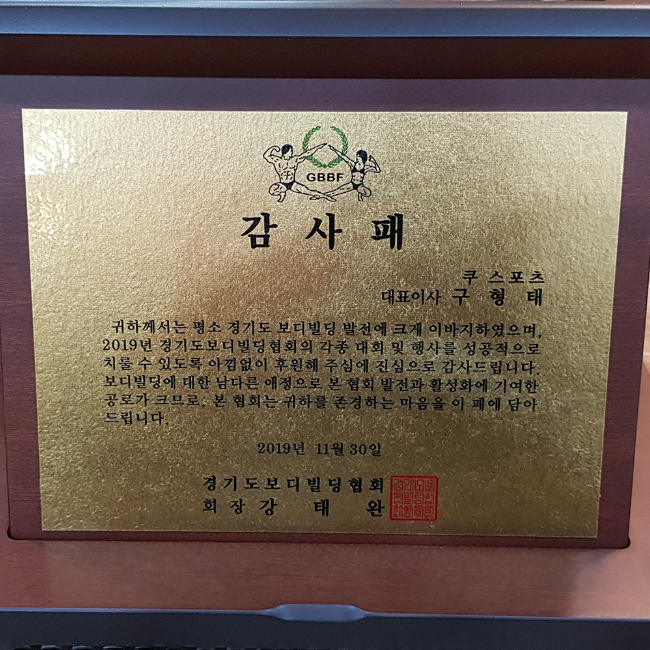 GBBF
감 사 패
쿠 스포츠
대표이사 구 형 태
귀하께서는 평소 경기도 보디빌딩 발전에 크게 이바지하였으며,
2019년 경기도보디빌딩협회의 각종 대회 및 행사를 성공적으로
치룰 수 있도록 아낌없이 후원해 주심에 진심으로 감사드립니다.
보디빌딩에 대한 남다른 애정으로 본 협회 발전과 활성화에 기여한
공로가 크므로, 본 협회는 귀하를 존경하는 마음을 이 패에 담아
드립니다.
2019년 11월 30일
경기도보디빌딩협회
회장 강 태 완